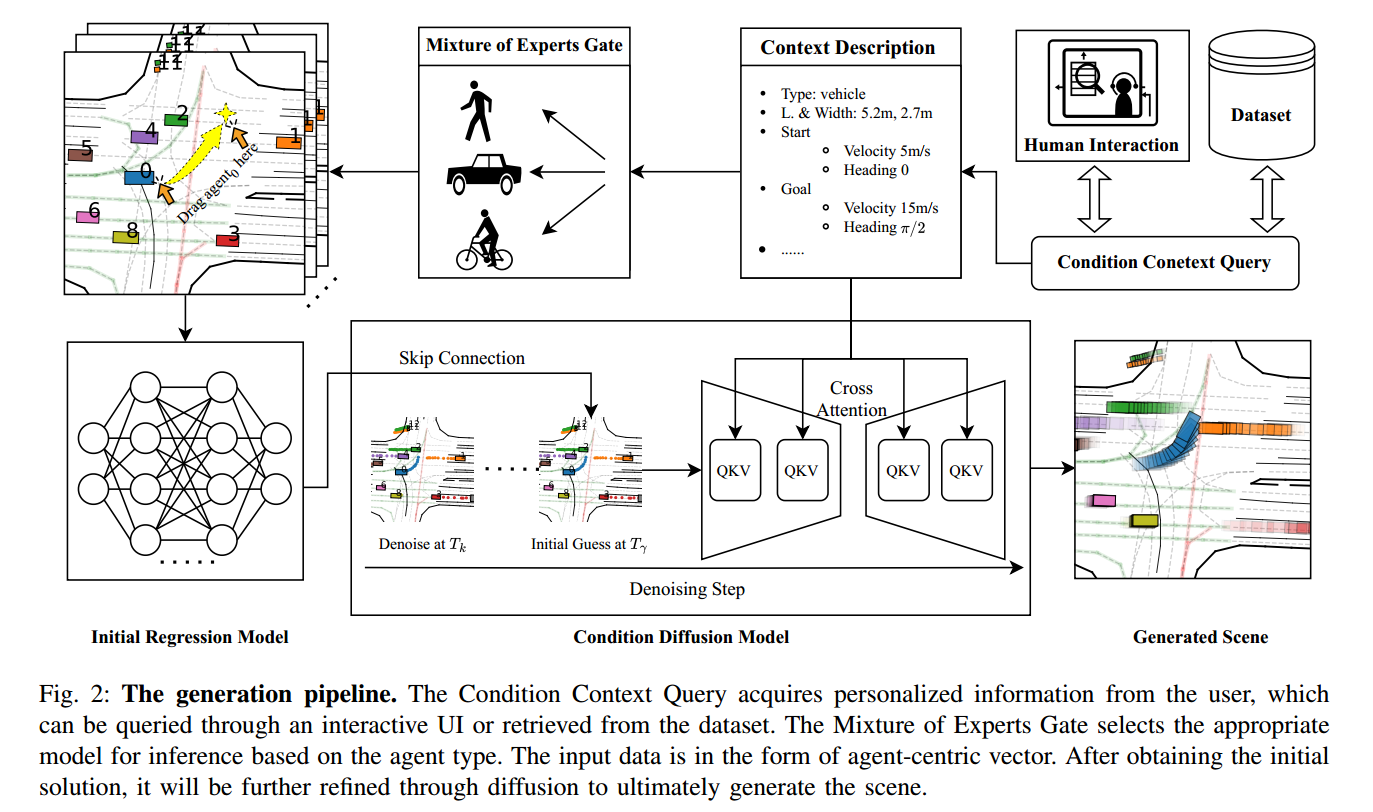 Mixture of Experts Gate
Context Description
Type: vehicle
L. & Width: 5.2m, 2.7m
Start
Velocity 5m/s
Heading 0
Goal
Velocity 15m/s
Heading π/2
......
Human Interaction
Dataset
Condition Conetext Query
11
11
11
2
4
1
1
1
5
0
Drag agent₀ here
6
8
3
Skip Connection
Cross
Attention
QKV
QKV
QKV
QKV
Denoise at Tₖ
Initial Guess at Tᵧ
Denoising Step
Initial Regression Model
Condition Diffusion Model
Generated Scene
Fig. 2: The generation pipeline. The Condition Context Query acquires personalized information from the user, which
can be queried through an interactive UI or retrieved from the dataset. The Mixture of Experts Gate selects the appropriate
model for inference based on the agent type. The input data is in the form of agent-centric vector. After obtaining the initial
solution, it will be further refined through diffusion to ultimately generate the scene.